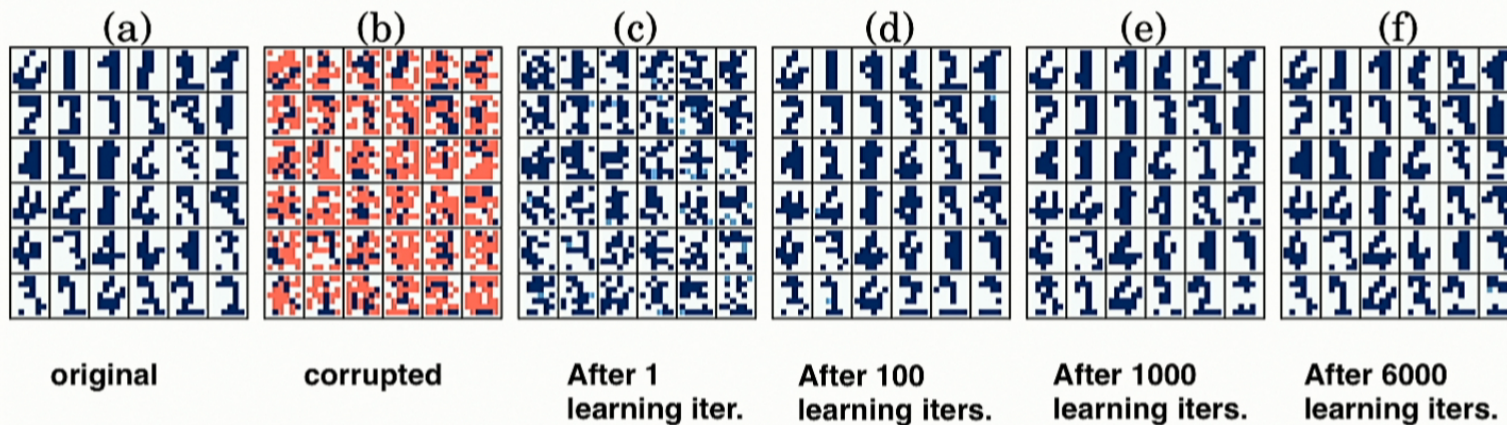 (a) (b) (c) (d) (e) (f)
original corrupted After 1 After 100 After 1000 After 6000
learning iter. learning iters. learning iters. learning iters.